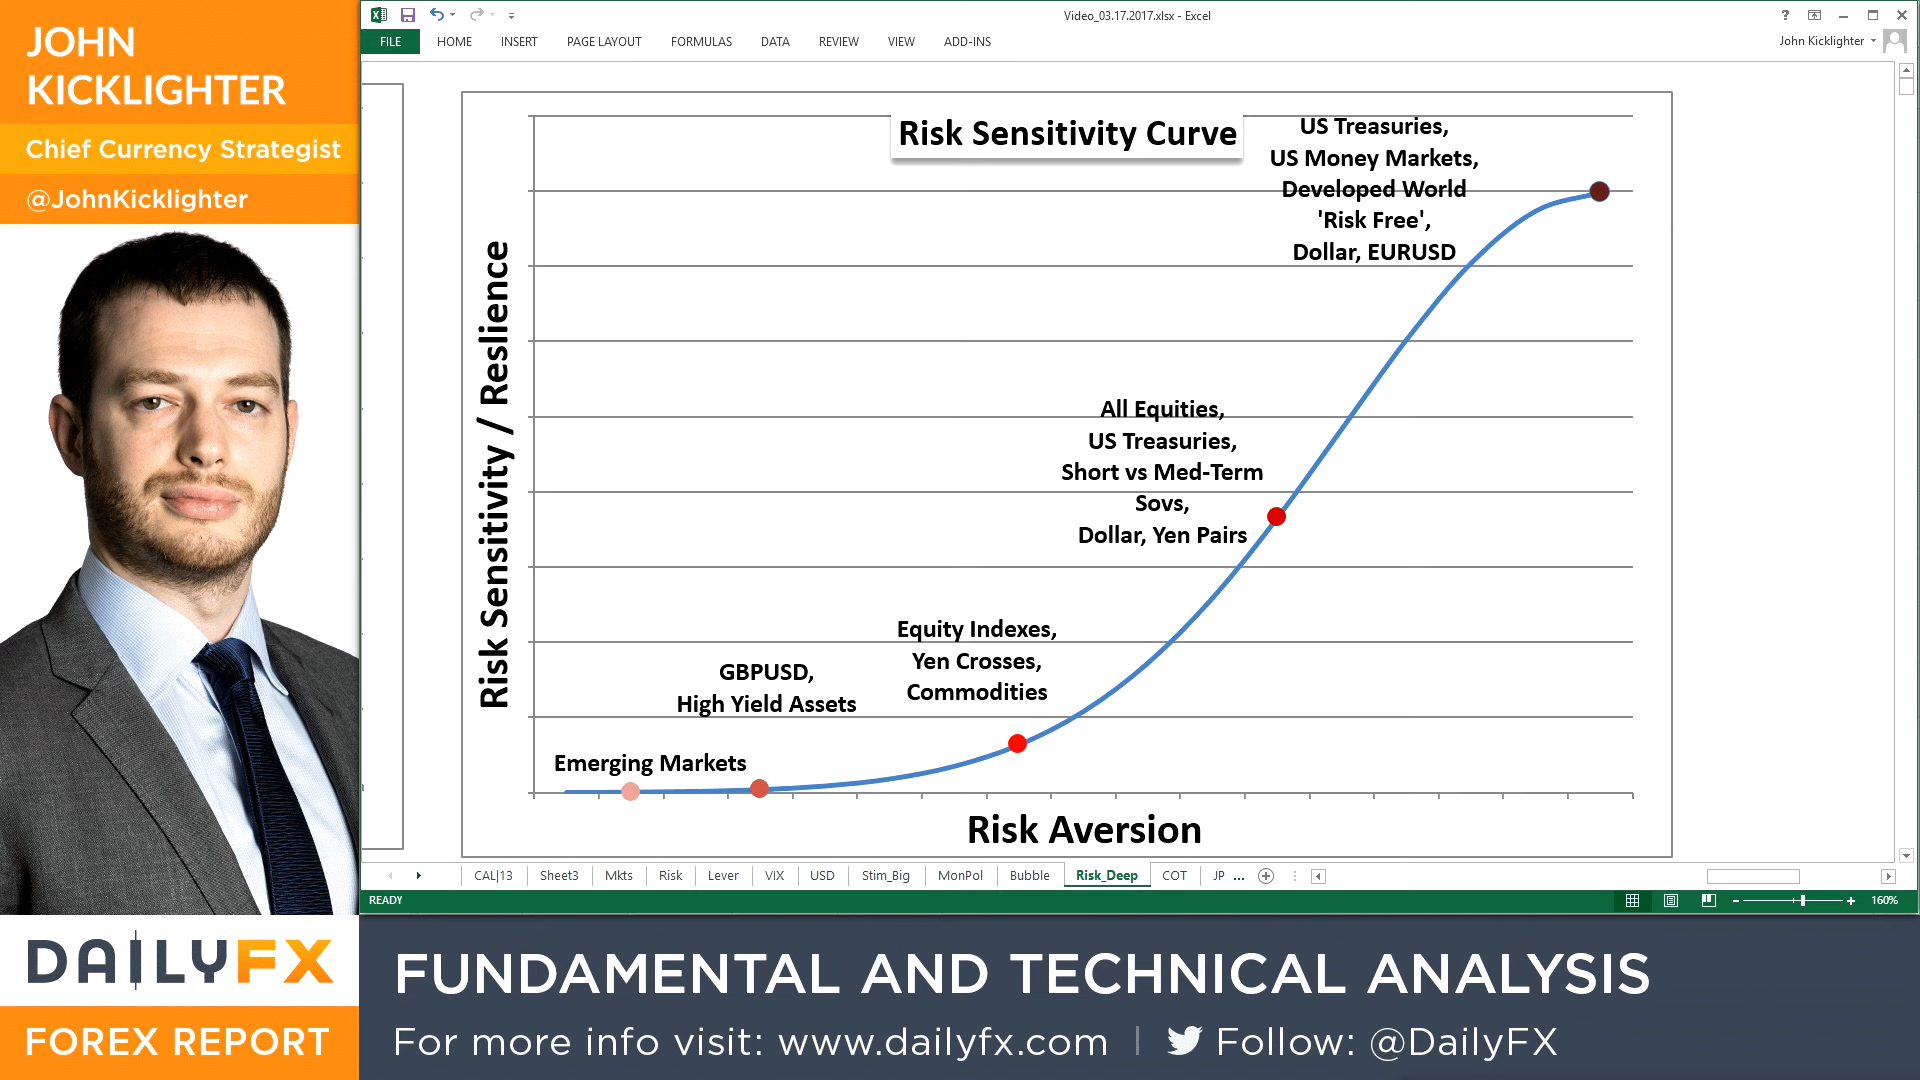 JOHN
KICKLIGHTER
Chief Currency Strategist
@JohnKicklighter
Video_03.17.2017.xlsx - Excel
FILE
HOME
INSERT
PAGE LAYOUT
FORMULAS
DATA
REVIEW
VIEW
ADD-INS
John Kicklighter
Risk Sensitivity Curve
US Treasuries,
US Money Markets,
Developed World
'Risk Free',
Dollar, EURUSD
Risk Sensitivity / Reslience
All Equities,
US Treasuries,
Short vs Med-Term
Sovs,
Dollar, Yen Pairs
Equity Indexes,
Yen Crosses,
Commodities
GBPUSD,
High Yield Assets
Emerging Markets
Risk Aversion
CAL|13
Sheet3
Mkts
Risk
Lever
VIX
USD
Stim_Big
MonPol
Bubble
Risk_Deep
COT
JP ...
READY
160%
DAILYFX
FOREX REPORT
FUNDAMENTAL AND TECHNICAL ANALYSIS
For more info visit: www.dailyfx.com | Follow: @DailyFX